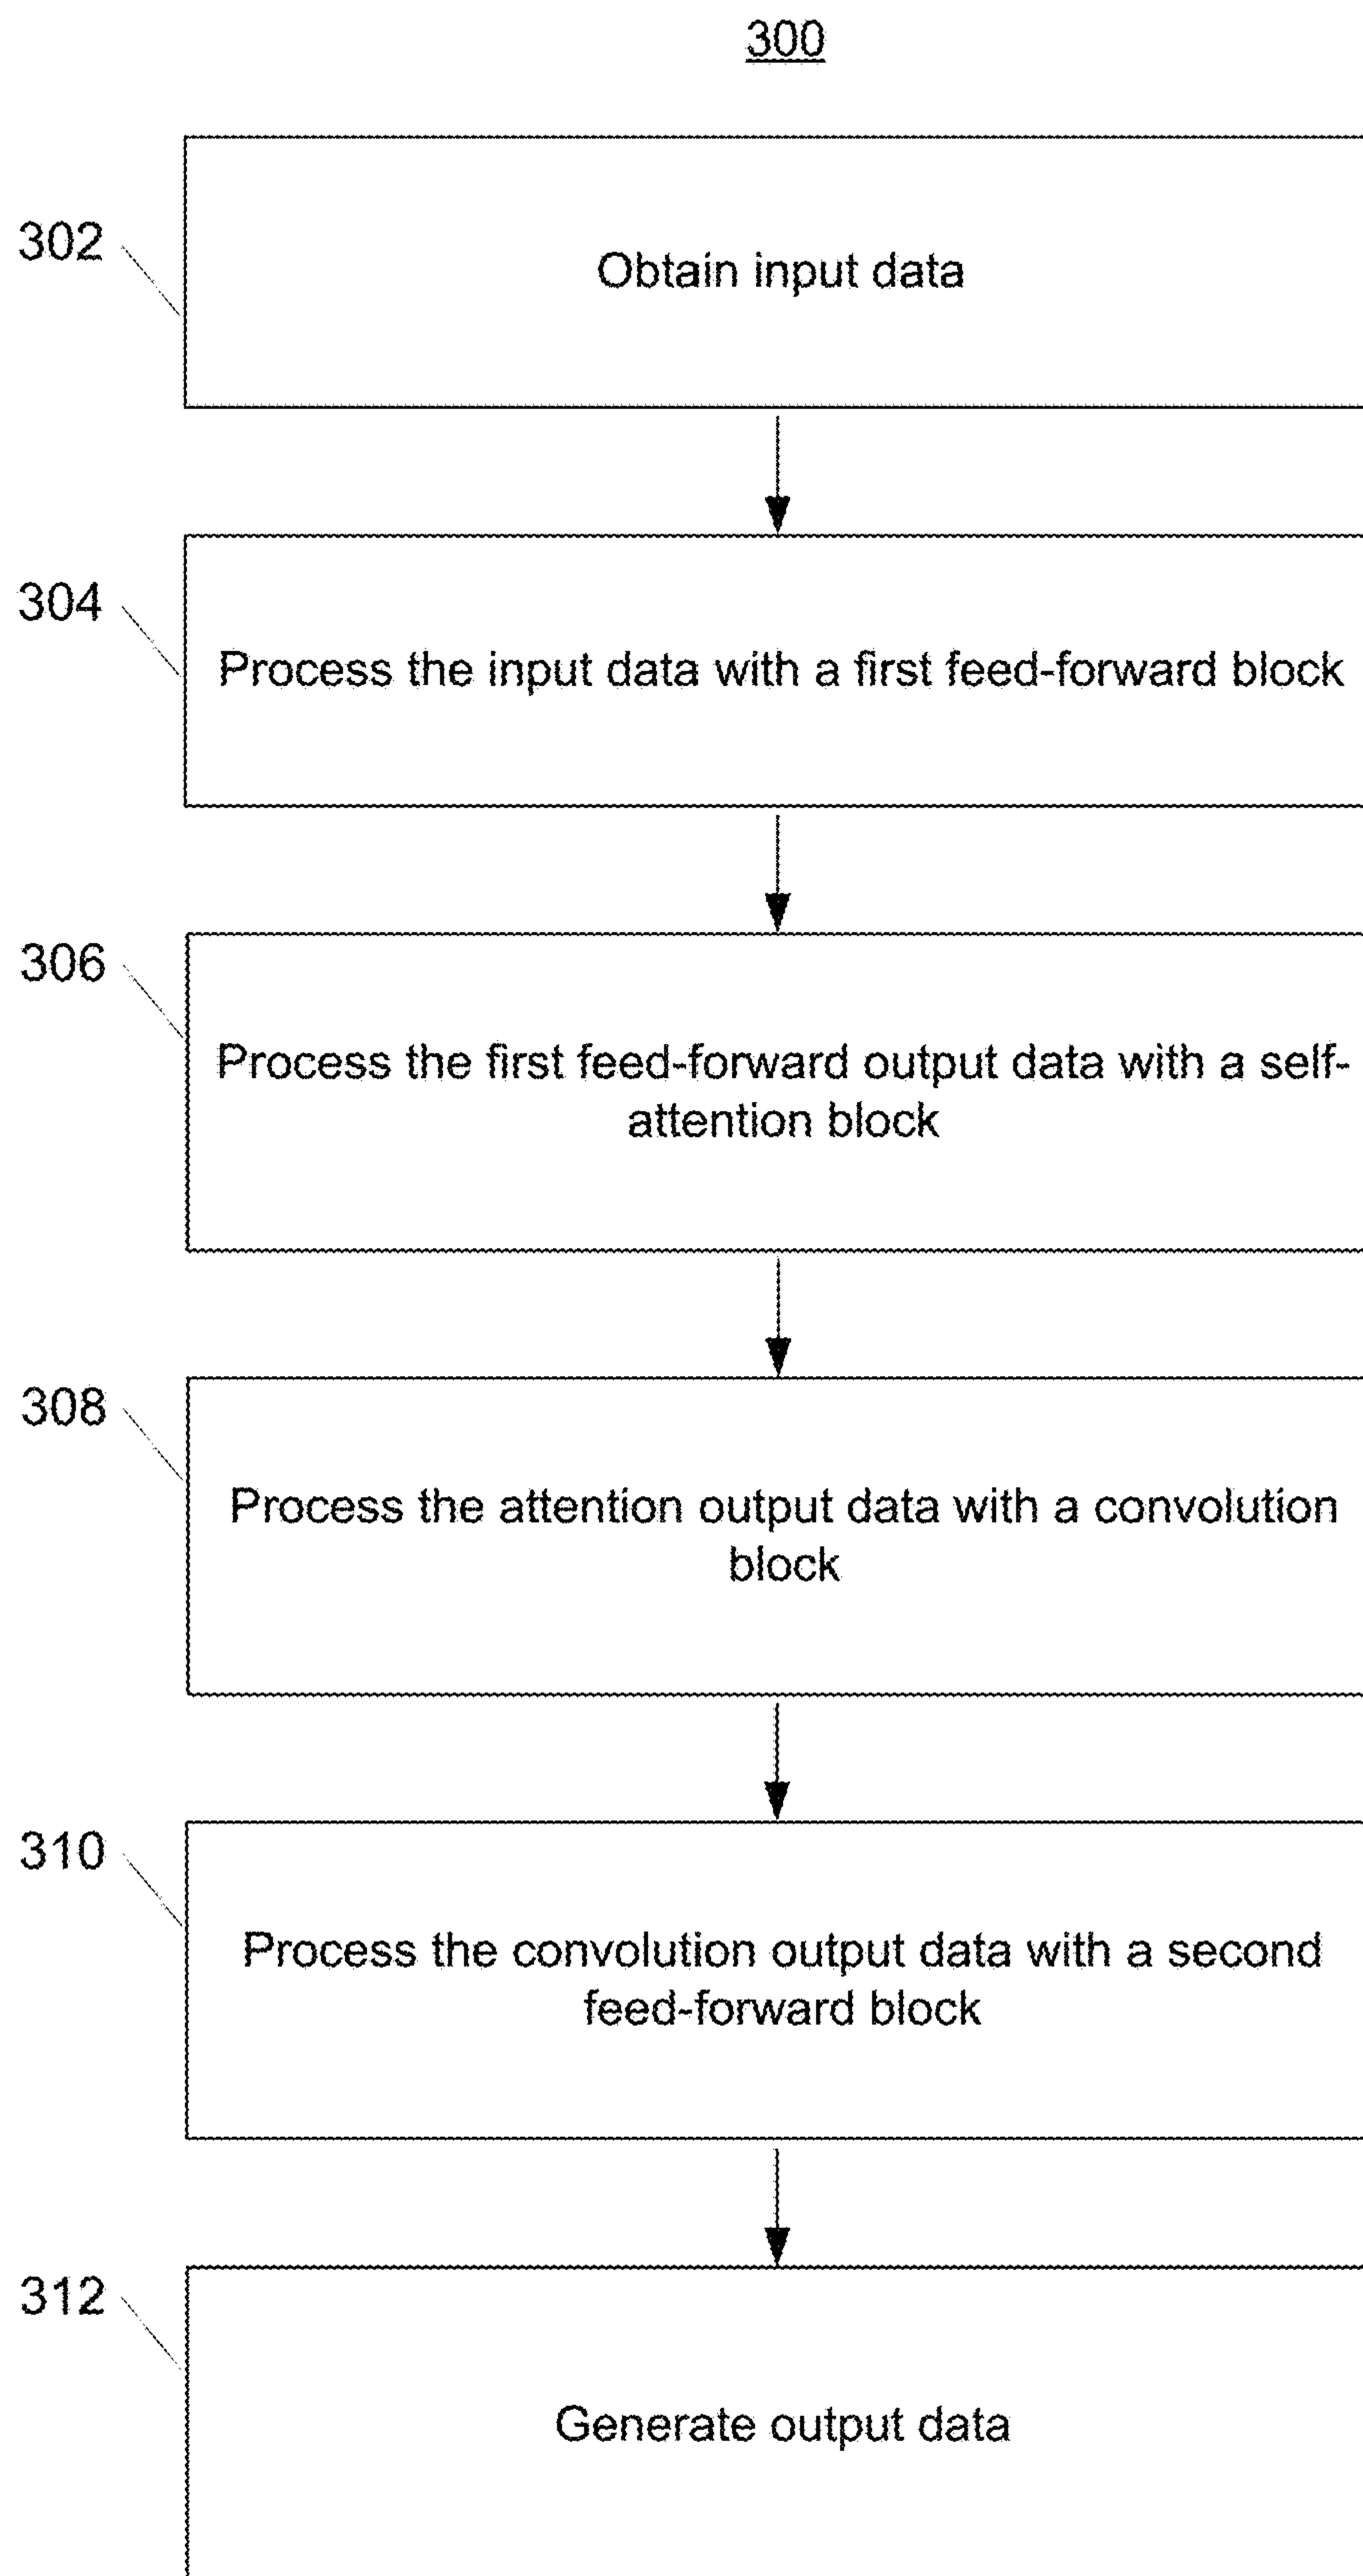 300
302
Obtain input data
304
Process the input data with a first feed-forward block
306
Process the first feed-forward output data with a self-
attention block
308
Process the attention output data with a convolution
block
310
Process the convolution output data with a second
feed-forward block
312
Generate output data